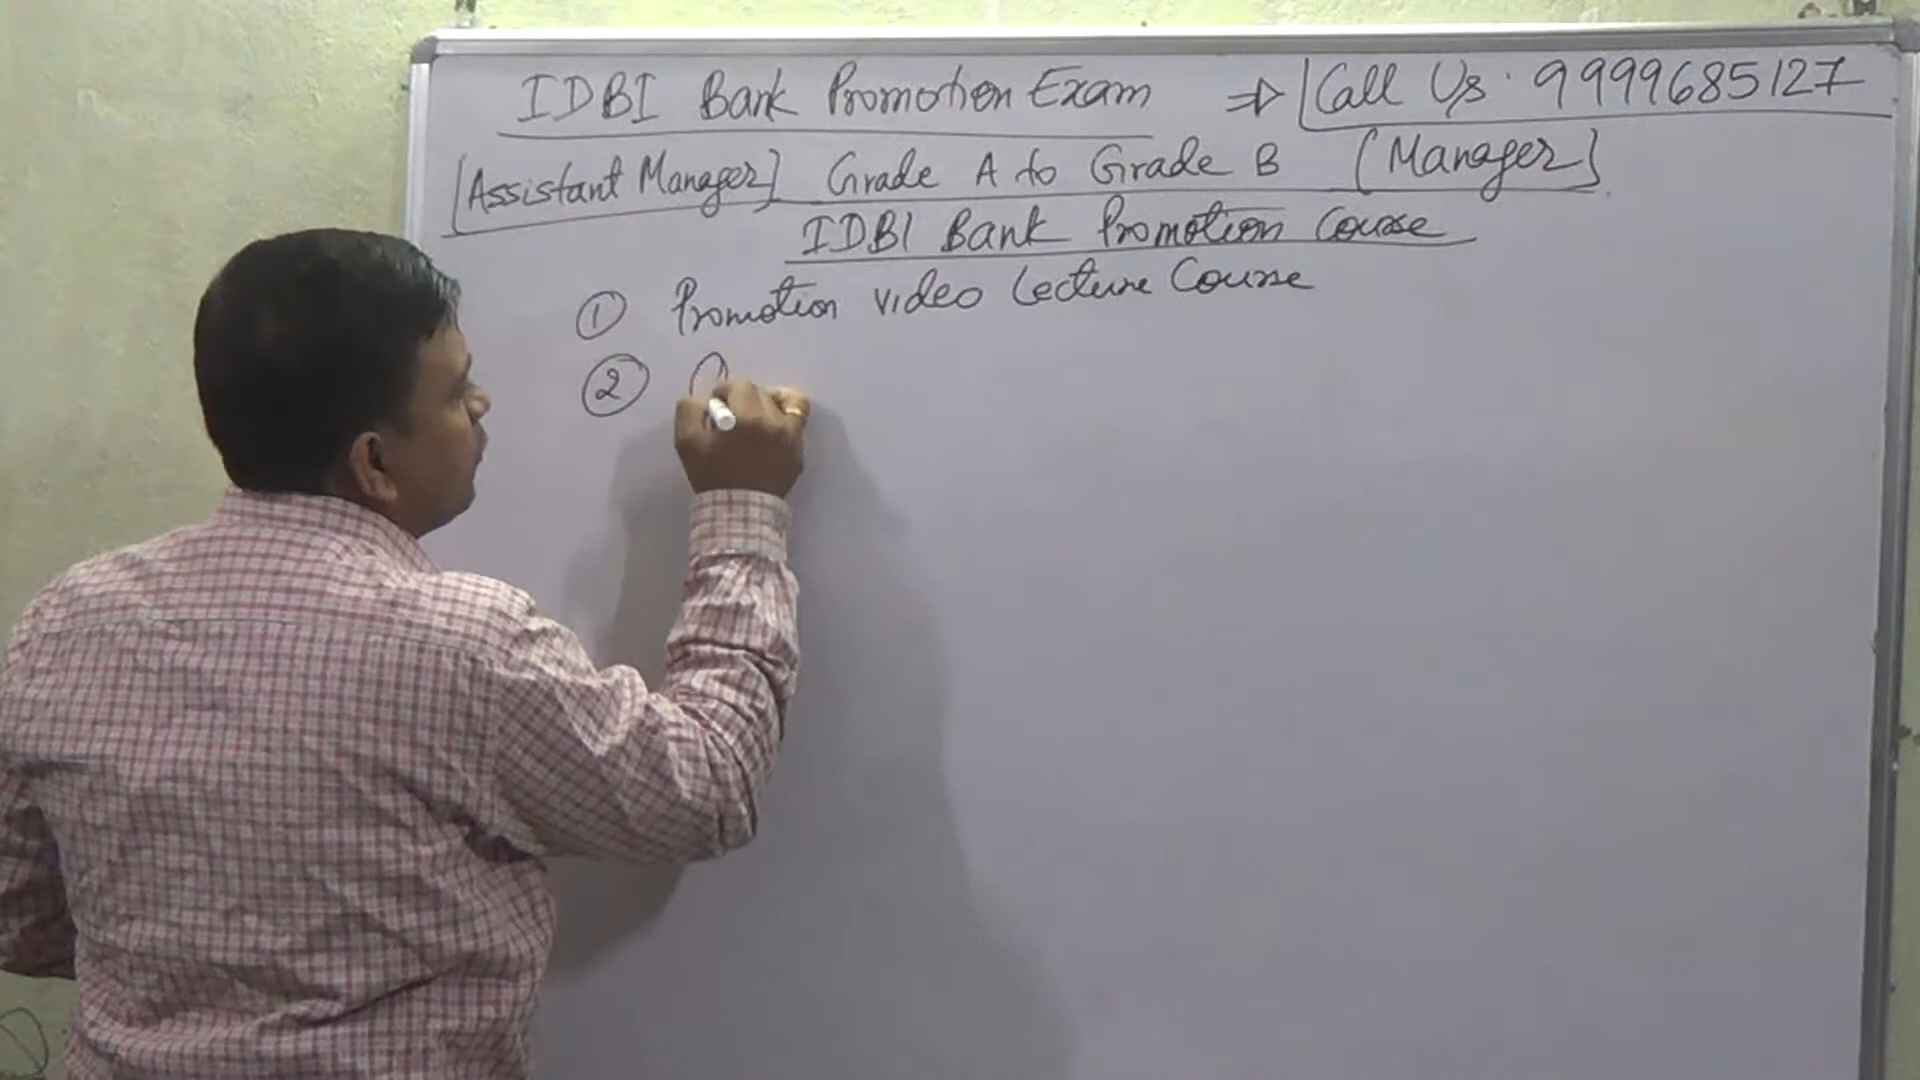 IDBI Bank Promotion Exam ⇒ Call Us. 9999685127
[Assistant Manager] Grade A to Grade B [Manager]
IDBI Bank Promotion Course
① Promotion video Lecture Course
②